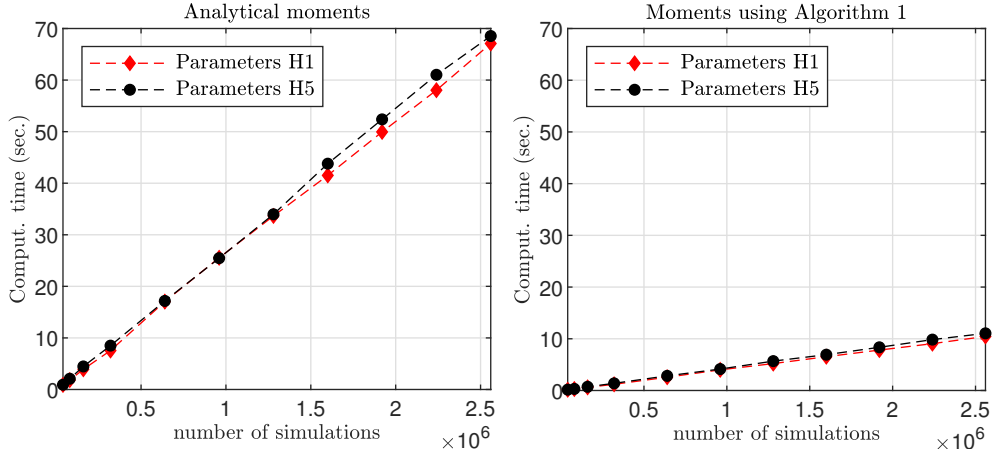 Analytical moments
70
60
50
40
30
20
10
0
Comput. time (sec.)
Parameters H1
Parameters H5
0.5
1
1.5
2
2.5
number of simulations
×10^6
Moments using Algorithm 1
70
60
50
40
30
20
10
0
Comput. time (sec.)
Parameters H1
Parameters H5
0.5
1
1.5
2
2.5
number of simulations
×10^6